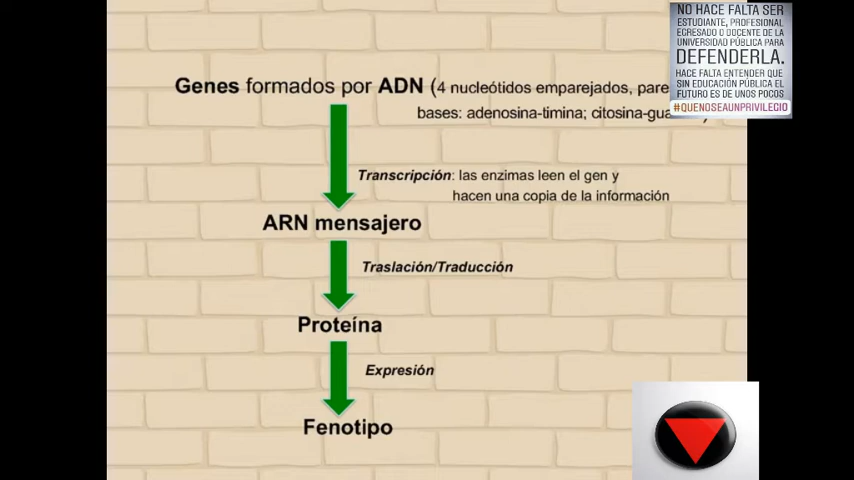 NO HACE FALTA SER
ESTUDIANTE, PROFESIONAL
EGRESADO O DOCENTE DE LA
UNIVERSIDAD PÚBLICA PARA
DEFENDERLA.
HACE FALTA ENTENDER QUE
SIN EDUCACIÓN PÚBLICA EL
FUTURO ES DE UNOS POCOS
#QUENOSEAUNPRIVILEGIO
Genes formados por ADN (4 nucleótidos emparejados,
bases: adenosina-timina;
Transcripción: las enzimas leen el gen y
hacen una copia de la información
ARN mensajero
Traslación/Traducción
Proteína
Expresión
Fenotipo